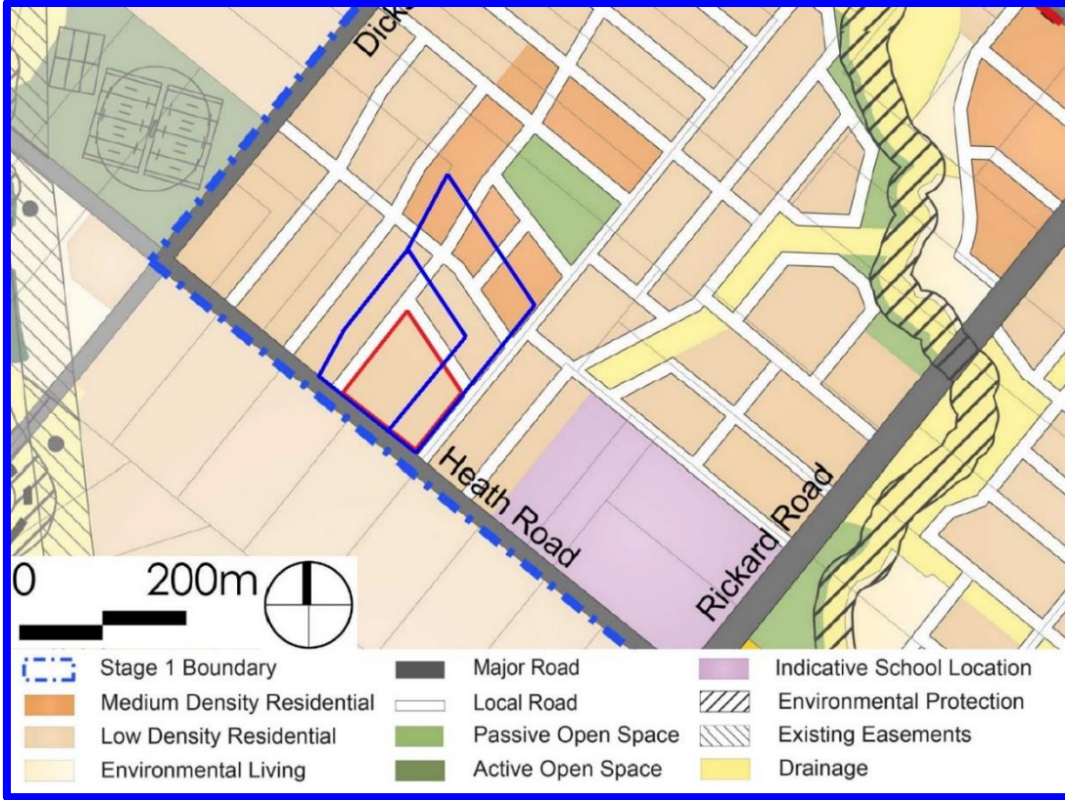 Heath Road
Rickard Road
0 200m
Stage 1 Boundary
Medium Density Residential
Low Density Residential
Environmental Living
Major Road
Local Road
Passive Open Space
Active Open Space
Indicative School Location
Environmental Protection
Existing Easements
Drainage